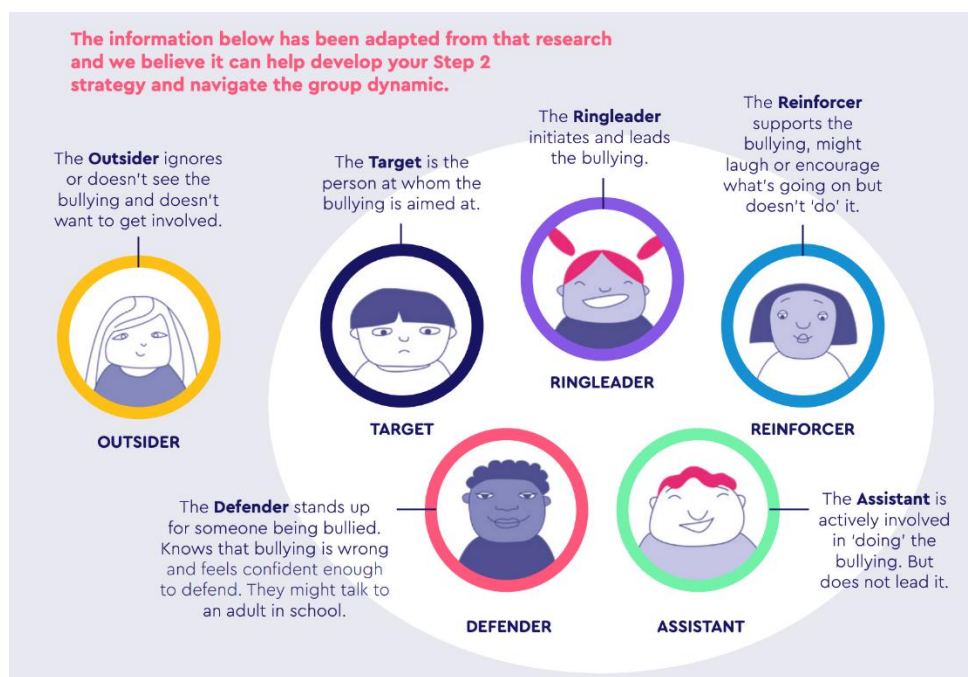 The information below has been adapted from that research
and we believe it can help develop your Step 2
strategy and navigate the group dynamic.
The Outsider ignores
or doesn't see the
bullying and doesn't
want to get involved.
OUTSIDER
The Target is the
person at whom the
bullying is aimed at.
TARGET
The Ringleader
initiates and leads
the bullying.
RINGLEADER
The Reinforcer
supports the
bullying, might
laugh or encourage
what's going on but
doesn't 'do' it.
REINFORCER
The Defender stands up
for someone being bullied.
Knows that bullying is wrong
and feels confident enough
to defend. They might talk to
an adult in school.
DEFENDER
The Assistant is
actively involved
in 'doing' the
bullying. But
does not lead it.
ASSISTANT